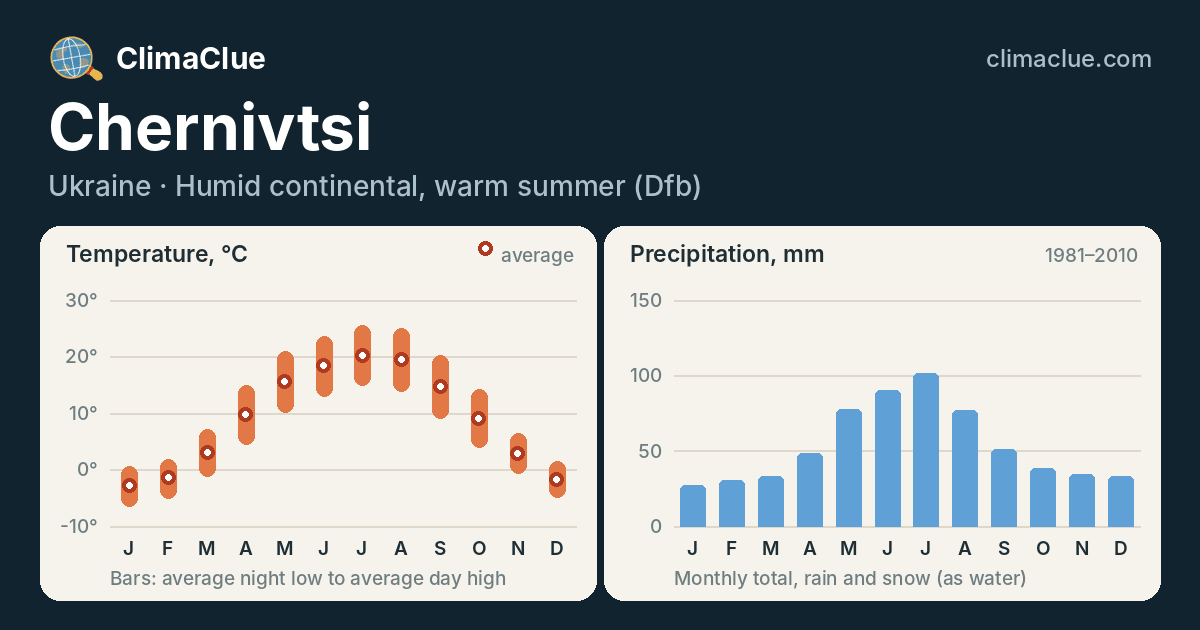 ClimaClue
climaclue.com
Chernivtsi
Ukraine · Humid continental, warm summer (Dfb)
Temperature, °C
average
30°
20°
10°
0°
-10°
J F M A M J J A S O N D
Bars: average night low to average day high
Precipitation, mm
1981–2010
150
100
50
0
J F M A M J J A S O N D
Monthly total, rain and snow (as water)